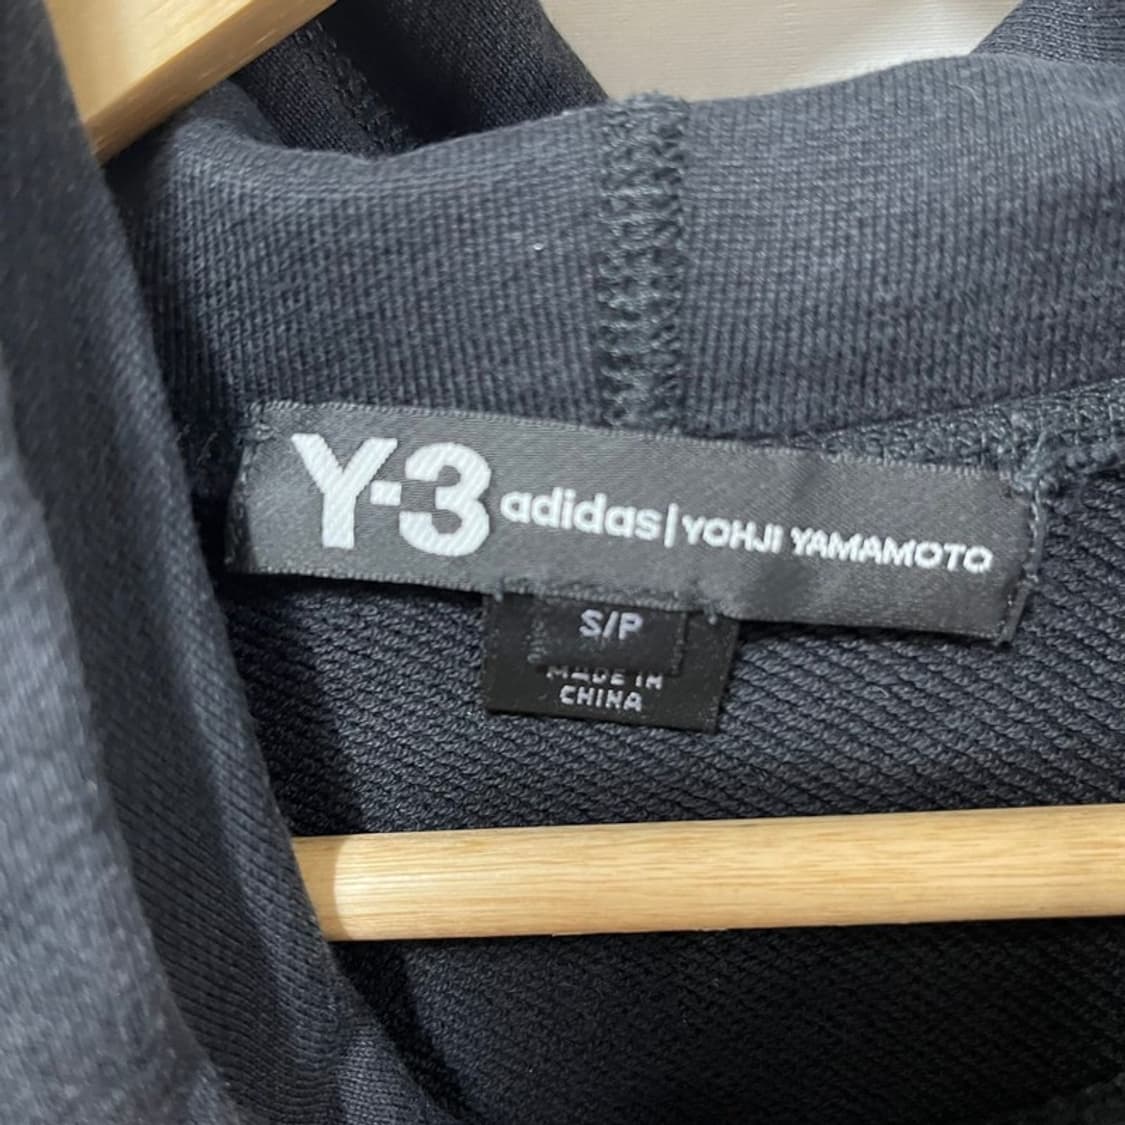 Y-3 adidas | YOHJI YAMAMOTO
S/P
MADE IN
CHINA